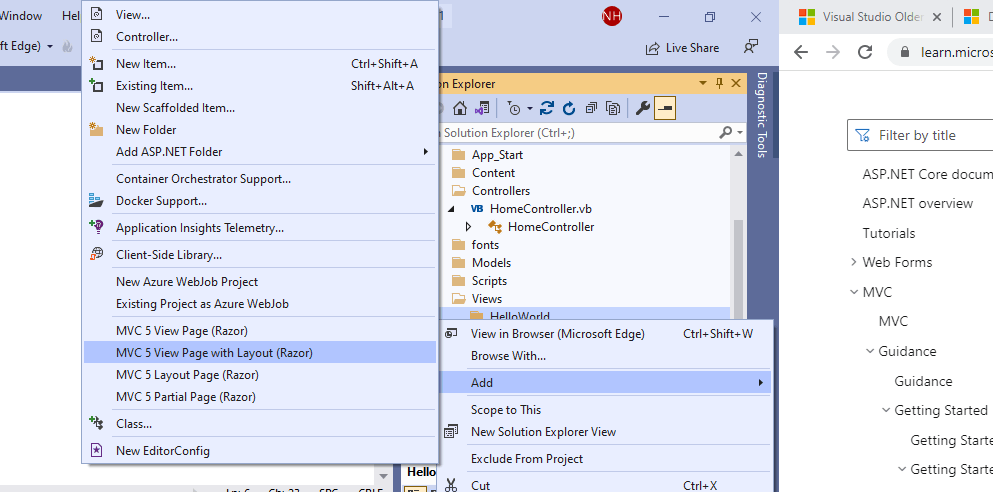 Window
Hel
View...
Controller...
New Item... Ctrl+Shift+A
Existing Item... Shift+Alt+A
New Scaffolded Item...
New Folder
Add ASP.NET Folder
Container Orchestrator Support...
Docker Support...
Application Insights Telemetry...
Client-Side Library...
New Azure WebJob Project
Existing Project as Azure WebJob
MVC 5 View Page (Razor)
MVC 5 View Page with Layout (Razor)
MVC 5 Layout Page (Razor)
MVC 5 Partial Page (Razor)
Class...
New EditorConfig
ft Edge)
NH
Live Share
on Explorer
Solution Explorer (Ctrl+;)
App_Start
Content
Controllers
VB HomeController.vb
HomeController
fonts
Models
Scripts
Views
HelloWorld
View in Browser (Microsoft Edge) Ctrl+Shift+W
Browse With...
Add
Scope to This
New Solution Explorer View
Exclude From Project
Cut Ctrl+X
Hello
Diagnostic Tools
Visual Studio Older
learn.micros
Filter by title
ASP.NET Core docum
ASP.NET overview
Tutorials
Web Forms
MVC
MVC
Guidance
Guidance
Getting Started
Getting Starte
Getting Starte